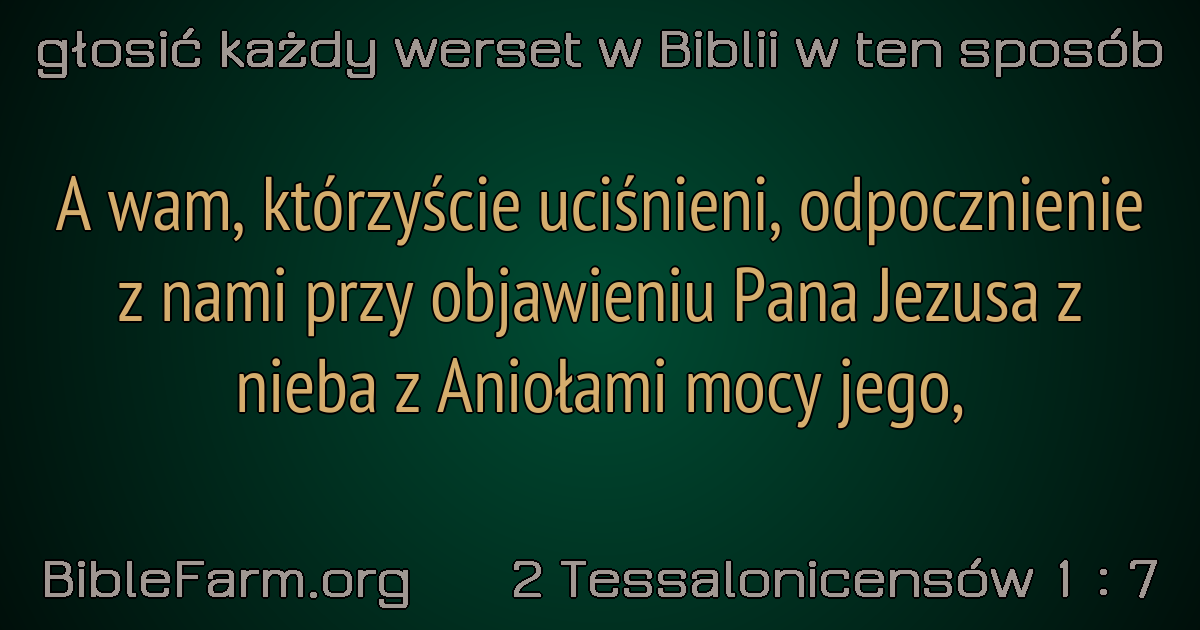 głosić każdy werset w Biblii w ten sposób
A wam, którzyście uciśnieni, odpocznienie
z nami przy objawieniu Pana Jezusa z
nieba z Aniołami mocy jego,
BibleFarm.org 2 Tessalonicensów 1 : 7